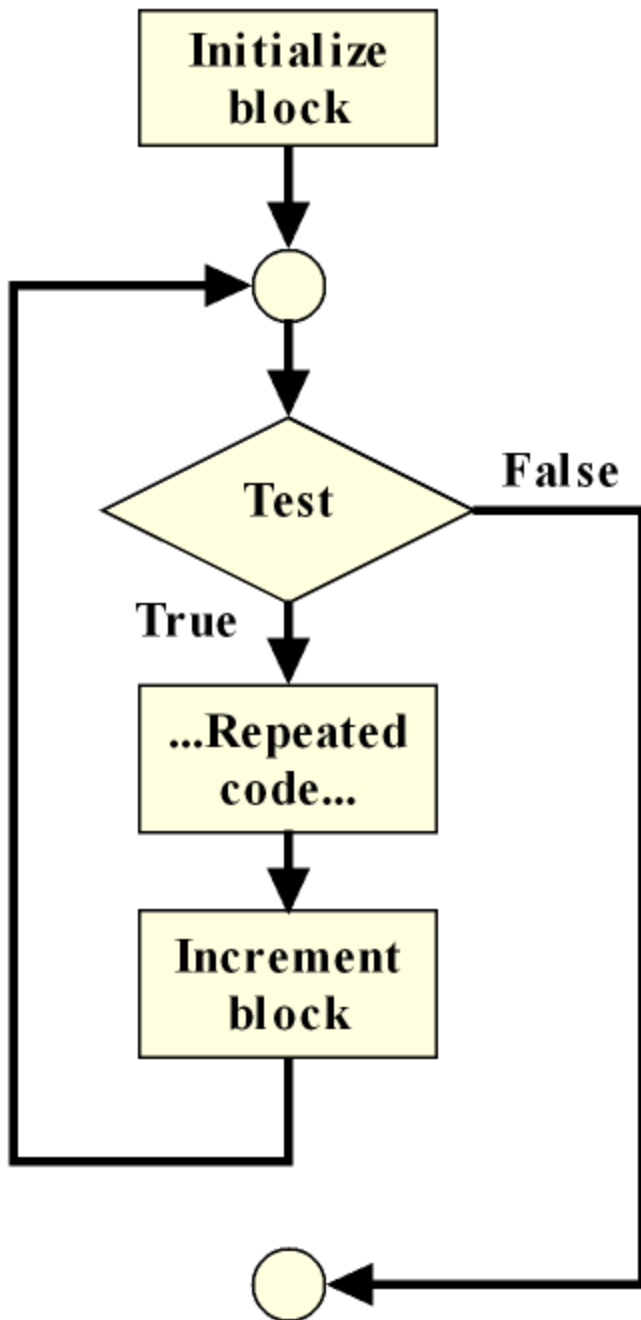 Initialize
block
Test
False
True
...Repeated
code...
Increment
block